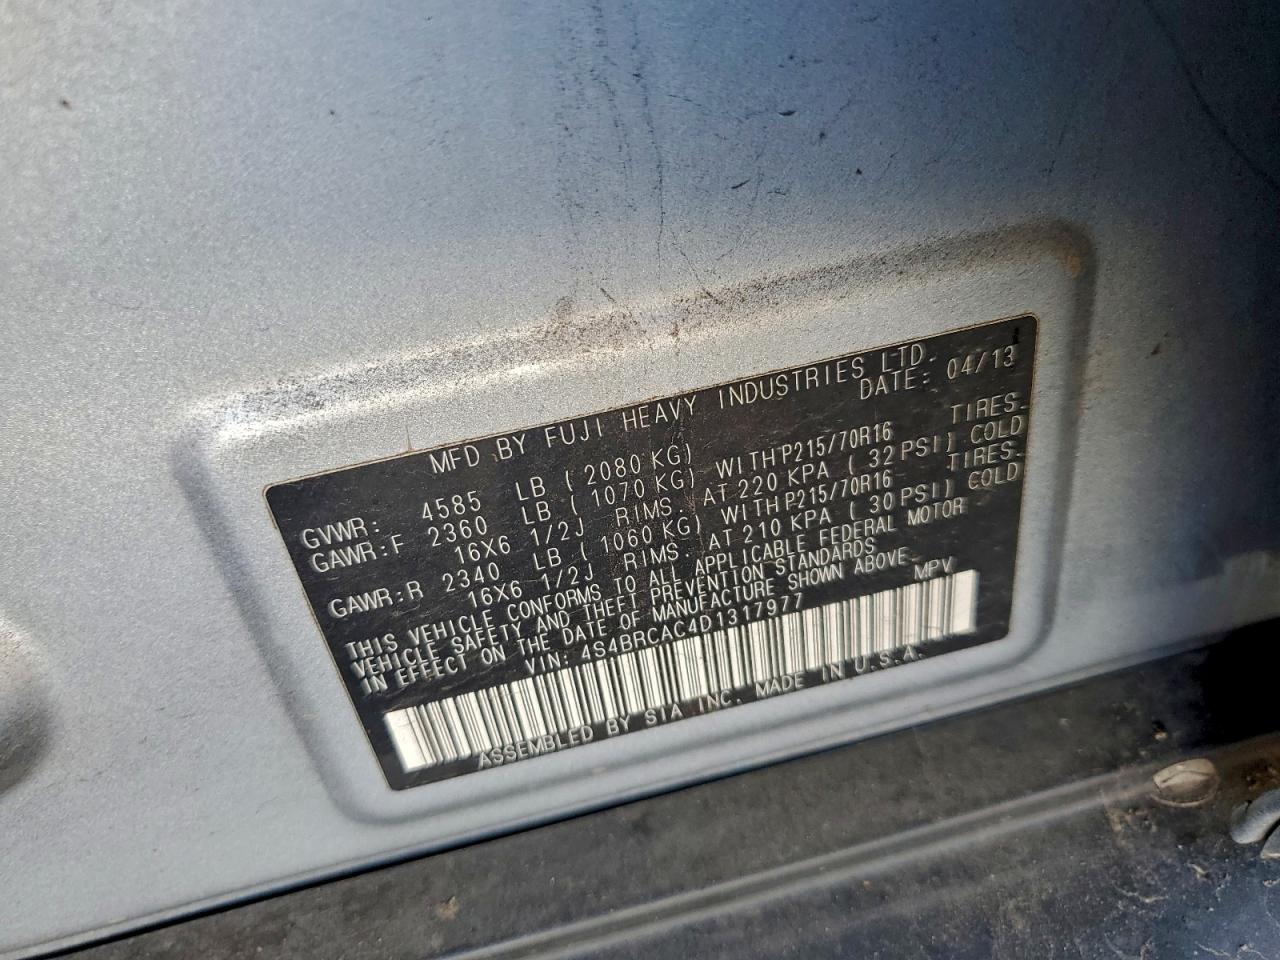 MFD BY FUJI HEAVY INDUSTRIES LTD.
DATE: 04/13
GVWR: 4585 LB (2080 KG)
GAWR:F 2360 LB (1070 KG) WITH P215/70R16 TIRES.
16X6 1/2J RIMS. AT 220 KPA (32 PSI) COLD
GAWR:R 2340 LB (1060 KG) WITH P215/70R16 TIRES.
16X6 1/2J RIMS. AT 210 KPA (30 PSI) COLD
THIS VEHICLE CONFORMS TO ALL APPLICABLE FEDERAL MOTOR
VEHICLE SAFETY AND THEFT PREVENTION STANDARDS
IN EFFECT ON THE DATE OF MANUFACTURE SHOWN ABOVE.
VIN: 4S4BRCAC4D1317977 MPV
ASSEMBLED BY SIA INC. MADE IN U.S.A.